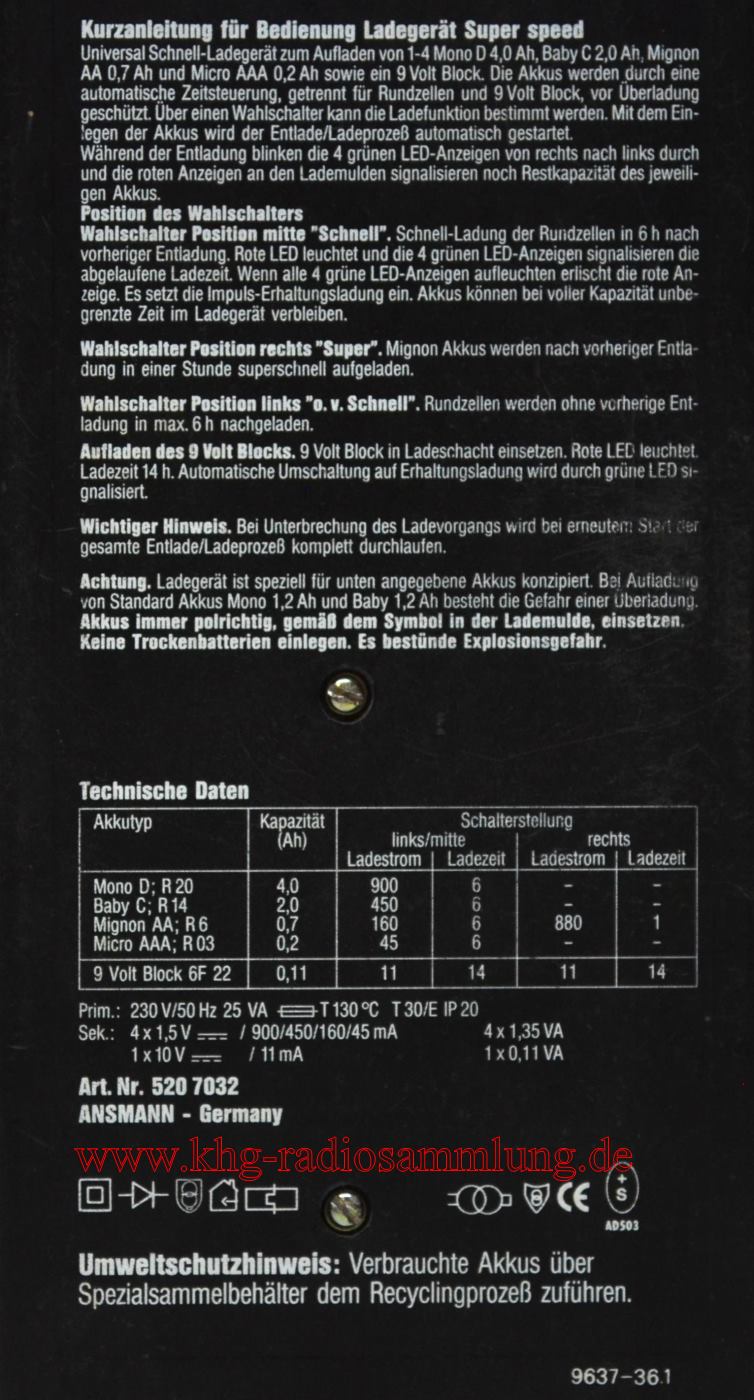 Kurzanleitung für Bedienung Ladegerät Super speed
Universal Schnell-Ladegerät zum Aufladen von 1-4 Mono D 4,0 Ah, Baby C 2,0 Ah, Mignon
AA 0,7 Ah und Micro AAA 0,2 Ah sowie ein 9 Volt Block. Die Akkus werden durch eine
automatische Zeitsteuerung, getrennt für Rundzellen und 9 Volt Block, vor Überladung
geschützt. Über einen Wahlschalter kann die Ladefunktion bestimmt werden. Mit dem Ein-
legen der Akkus wird der Entlade/Ladeprozeß automatisch gestartet.
Während der Entladung blinken die 4 grünen LED-Anzeigen von rechts nach links durch
und die roten Anzeigen an den Lademulden signalisieren noch Restkapazität des jeweili-
gen Akkus.
Position des Wahlschalters
Wahlschalter Position mitte "Schnell". Schnell-Ladung der Rundzellen in 6 h nach
vorheriger Entladung. Rote LED leuchtet und die 4 grünen LED-Anzeigen signalisieren die
abgelaufene Ladezeit. Wenn alle 4 grüne LED-Anzeigen aufleuchten erlischt die rote An-
zeige. Es setzt die Impuls-Erhaltungsladung ein. Akkus können bei voller Kapazität unbe-
grenzte Zeit im Ladegerät verbleiben.
Wahlschalter Position rechts "Super". Mignon Akkus werden nach vorheriger Entla-
dung in einer Stunde superschnell aufgeladen.
Wahlschalter Position links "o. v. Schnell". Rundzellen werden ohne vorherige Ent-
ladung in max. 6 h nachgeladen.
Aufladen des 9 Volt Blocks. 9 Volt Block in Ladeschacht einsetzen. Rote LED leuchtet.
Ladezeit 14 h. Automatische Umschaltung auf Erhaltungsladung wird durch grüne LED si-
gnalisiert.
Wichtiger Hinweis. Bei Unterbrechung des Ladevorgangs wird bei erneutem Start der
gesamte Entlade/Ladeprozeß komplett durchlaufen.
Achtung. Ladegerät ist speziell für unten angegebene Akkus konzipiert. Bei Aufladung
von Standard Akkus Mono 1,2 Ah und Baby 1,2 Ah besteht die Gefahr einer Überladung.
Akkus immer polrichtig, gemäß dem Symbol in der Lademulde, einsetzen.
Keine Trockenbatterien einlegen. Es bestünde Explosionsgefahr.
Technische Daten
Akkutyp Kapazität Schalterstellung
(Ah) links/mitte rechts
Ladestrom Ladezeit Ladestrom Ladezeit
Mono D; R 20 4,0 900 6 – –
Baby C; R 14 2,0 450 6 – –
Mignon AA; R 6 0,7 160 6 880 1
Micro AAA; R 03 0,2 45 6 – –
9 Volt Block 6F 22 0,11 11 14 11 14
Prim.: 230 V/50 Hz 25 VA T 130 °C T 30/E IP 20
Sek.: 4 x 1,5 V / 900/450/160/45 mA 4 x 1,35 VA
1 x 10 V / 11 mA 1 x 0,11 VA
Art. Nr. 520 7032
ANSMANN - Germany
www.khg-radiosammlung.de
8 8 CE + S
AD503
Umweltschutzhinweis: Verbrauchte Akkus über
Spezialsammelbehälter dem Recyclingprozeß zuführen.
9637-36.1